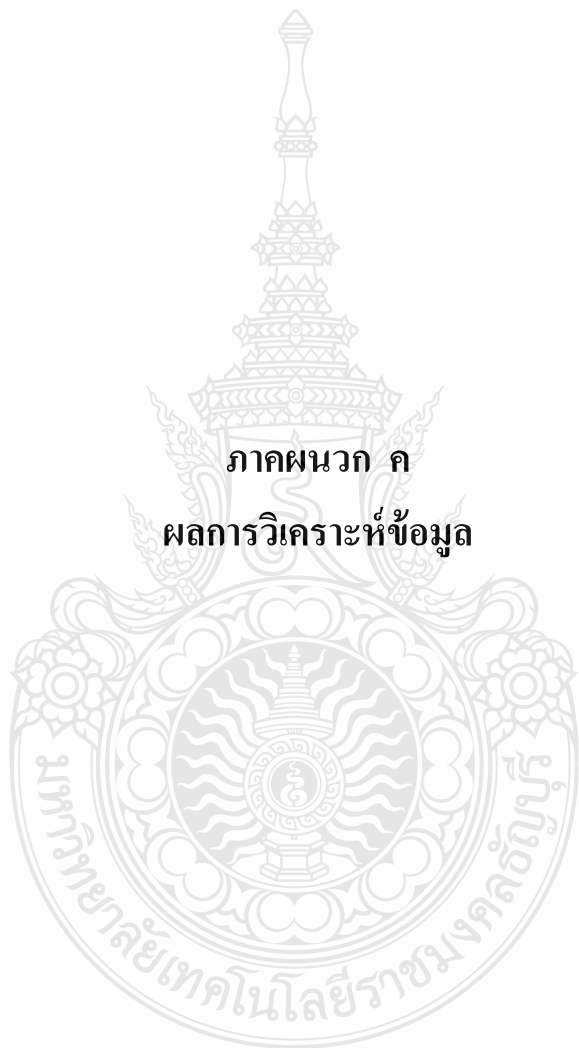 ภาคผนวก ค
ผลการวิเคราะห์ข้อมูล
มหาวิทยาลัยเทคโนโลยีราชมงคลธัญบุรี